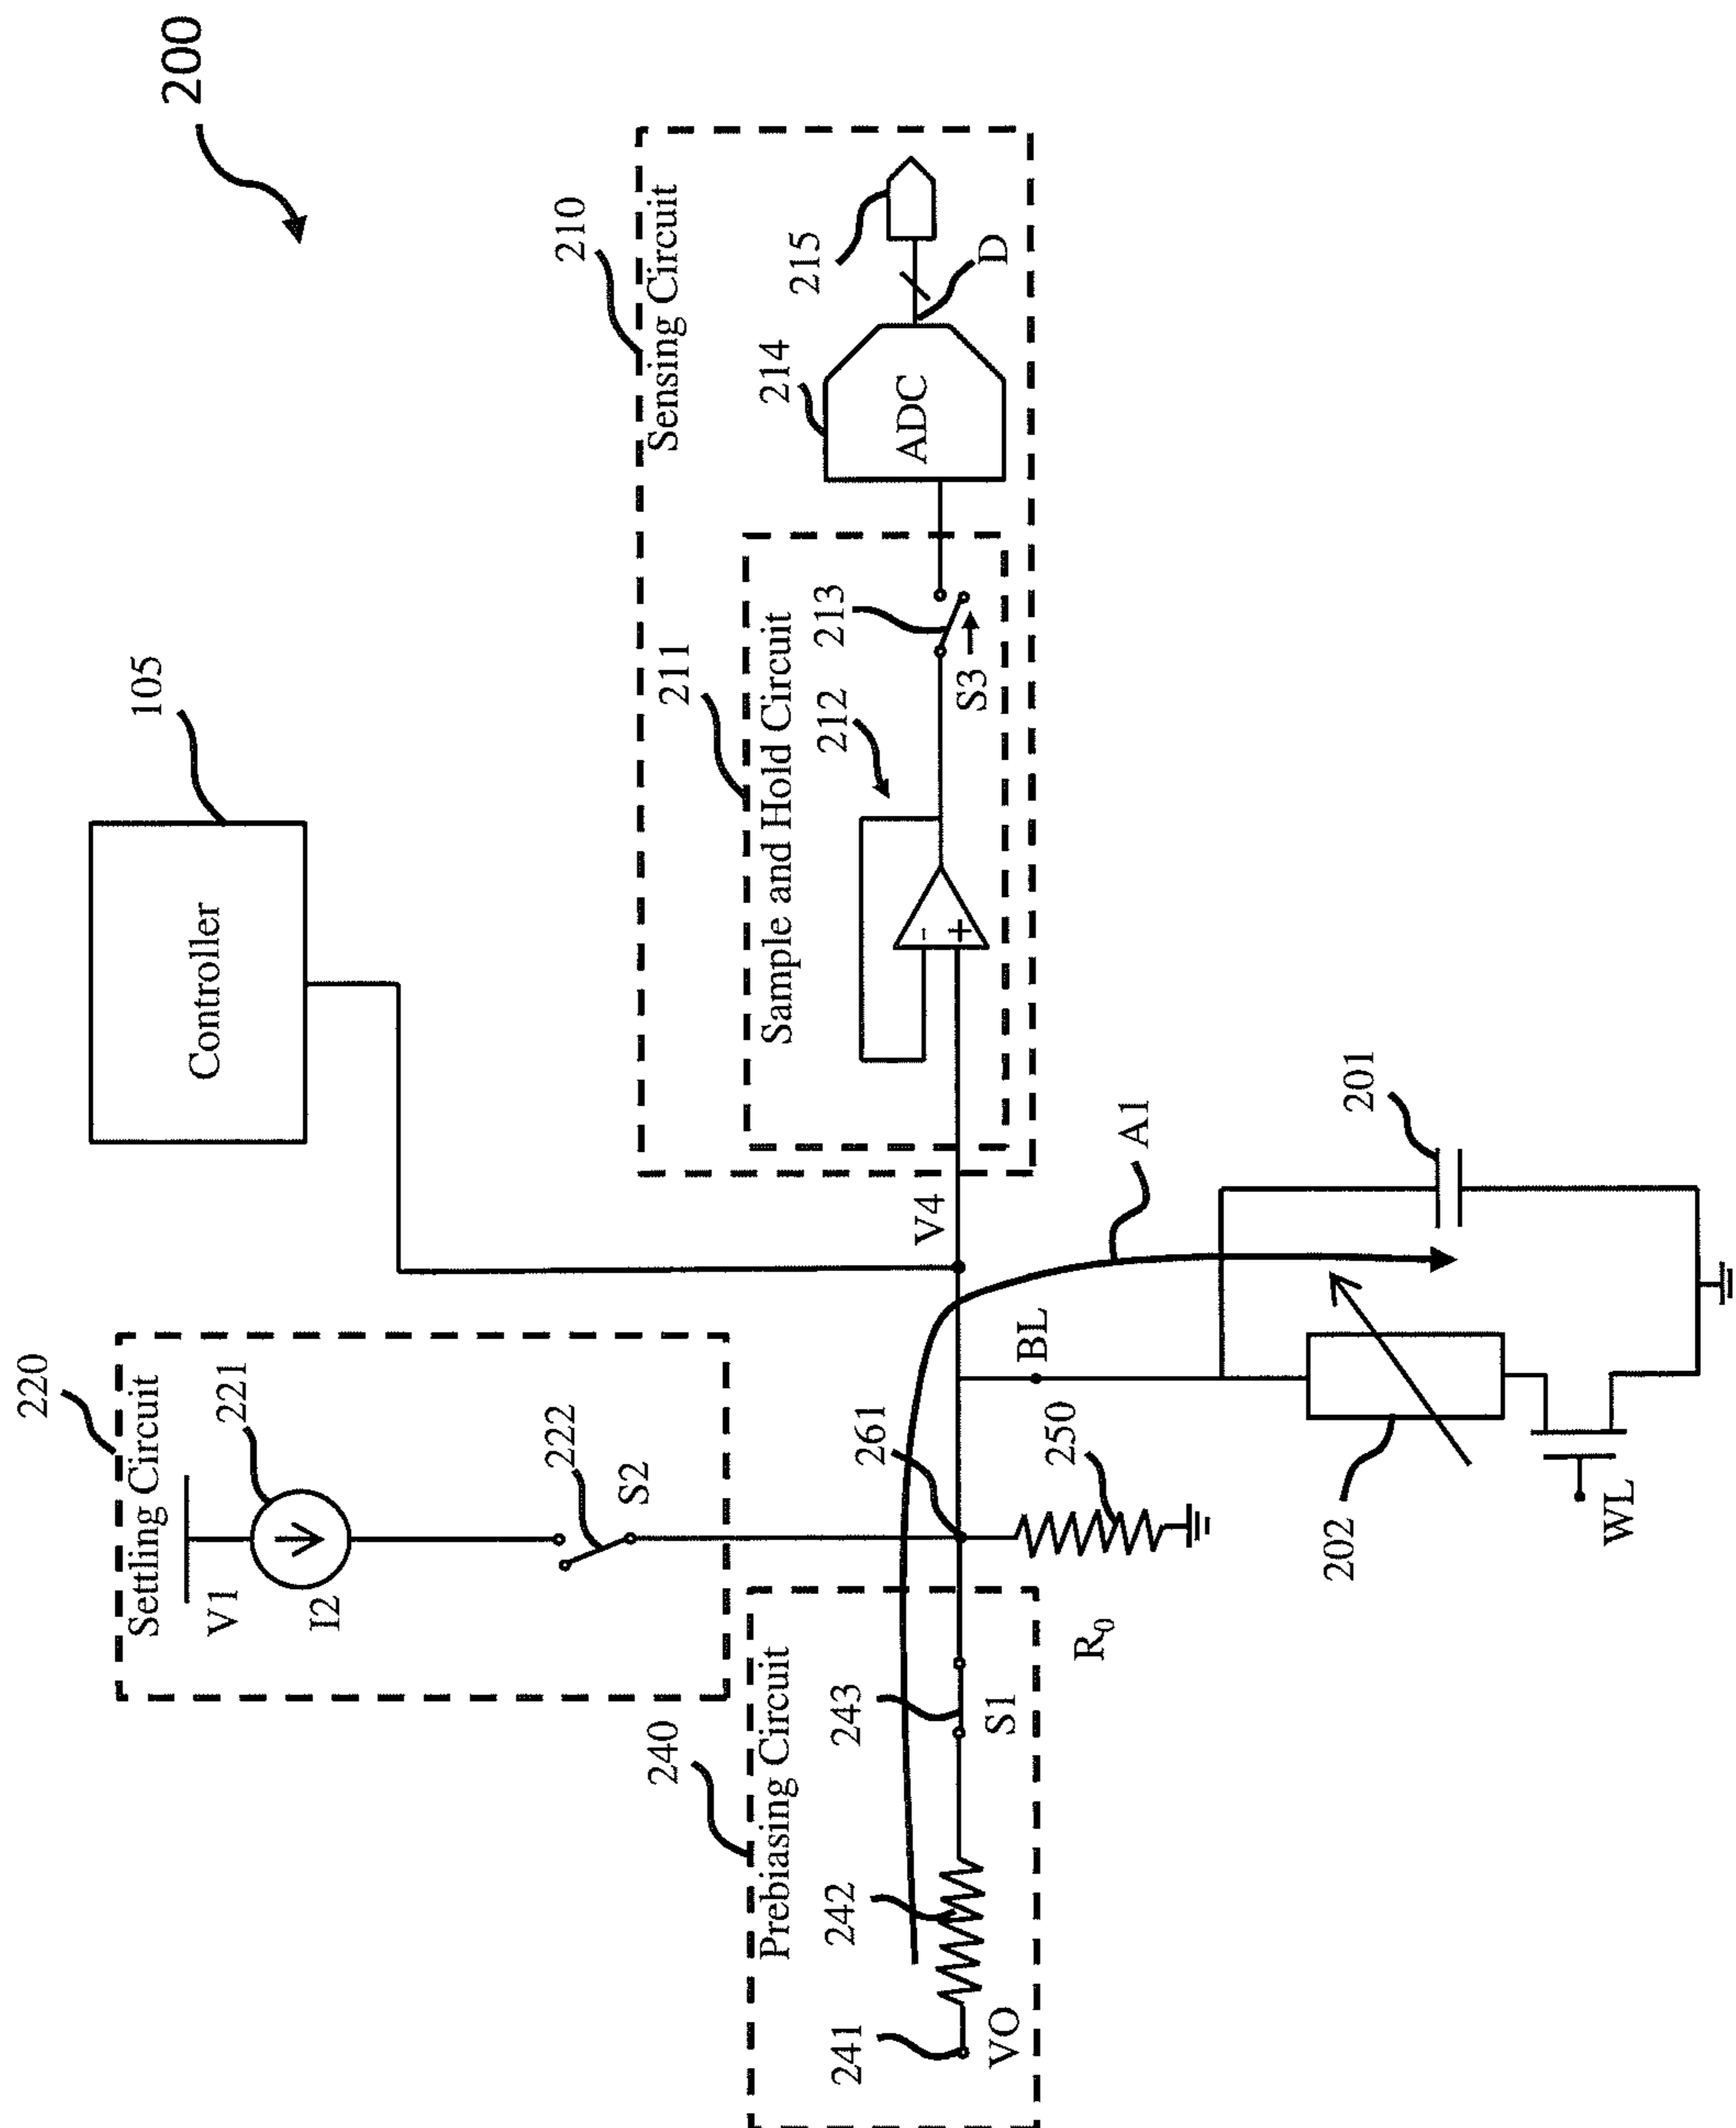 200
105
Controller
220
Settling Circuit
V1
221
I2
222
S2
210
Sensing Circuit
211
Sample and Hold Circuit
212
213
S3
214
ADC
215
D
V4
240
Prebiasing Circuit
241
VO
242
243
S1
261
R₀
250
BL
A1
201
202
WL
- +